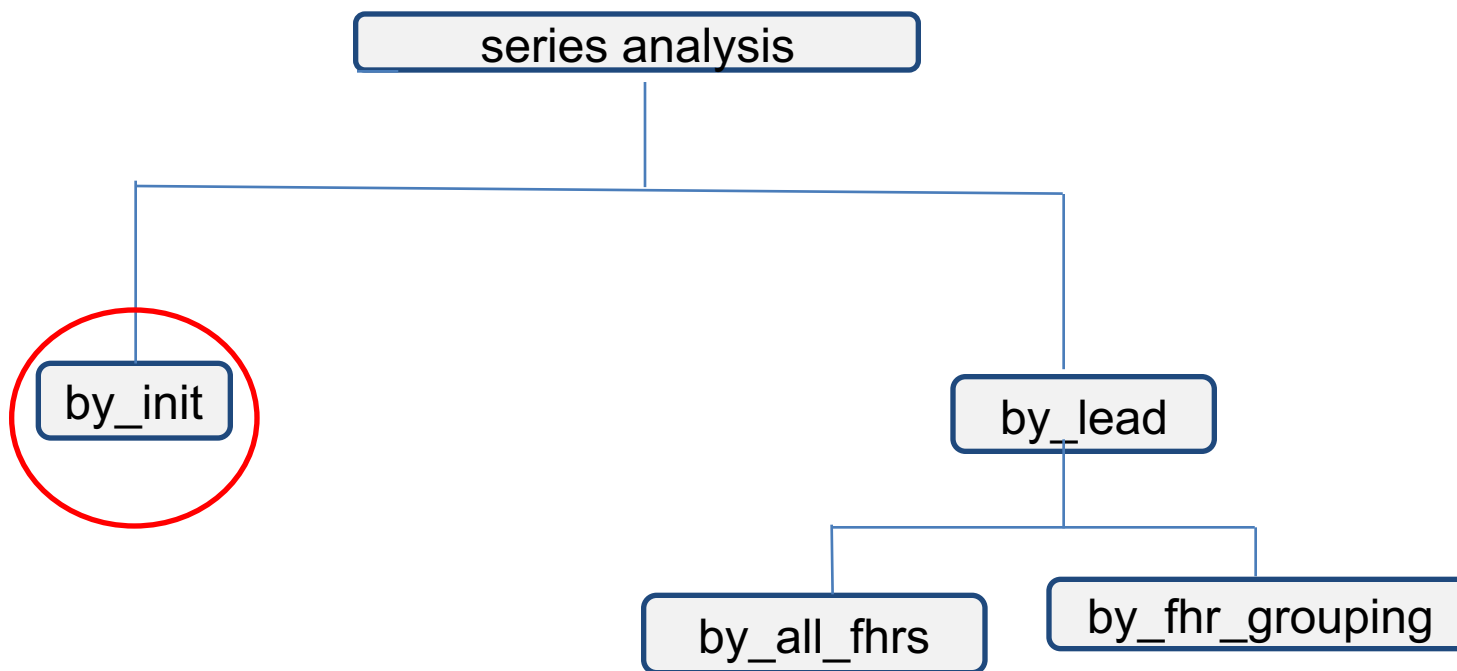 series analysis
by_init
by_lead
by_all_fhrs
by_fhr_grouping